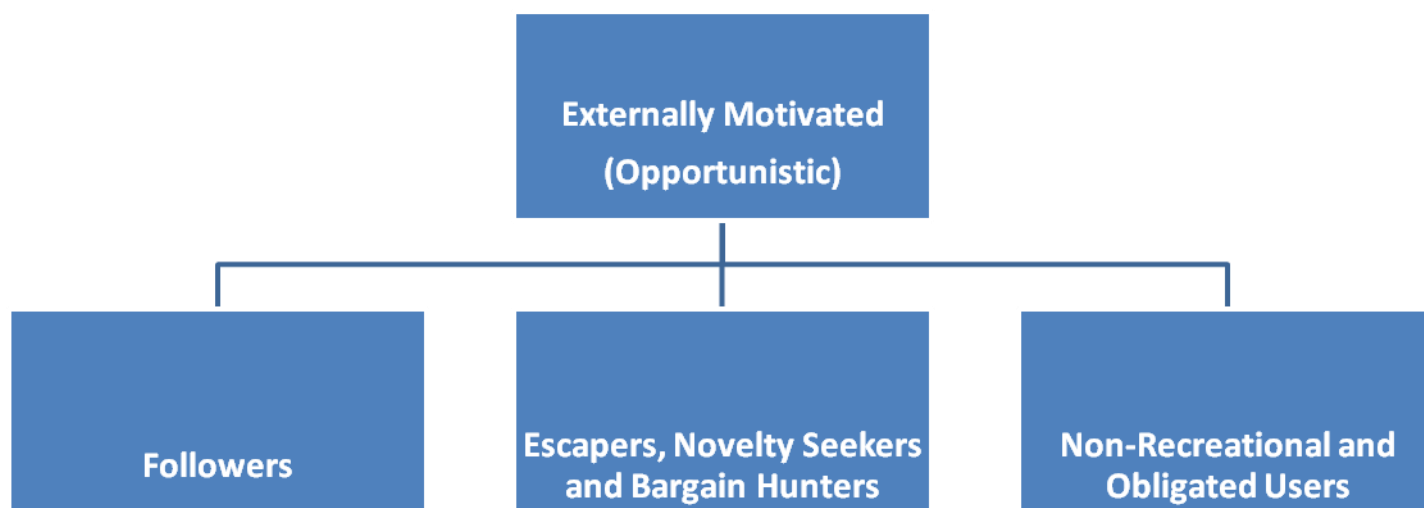 Externally Motivated
(Opportunistic)
Followers
Escapers, Novelty Seekers
and Bargain Hunters
Non-Recreational and
Obligated Users